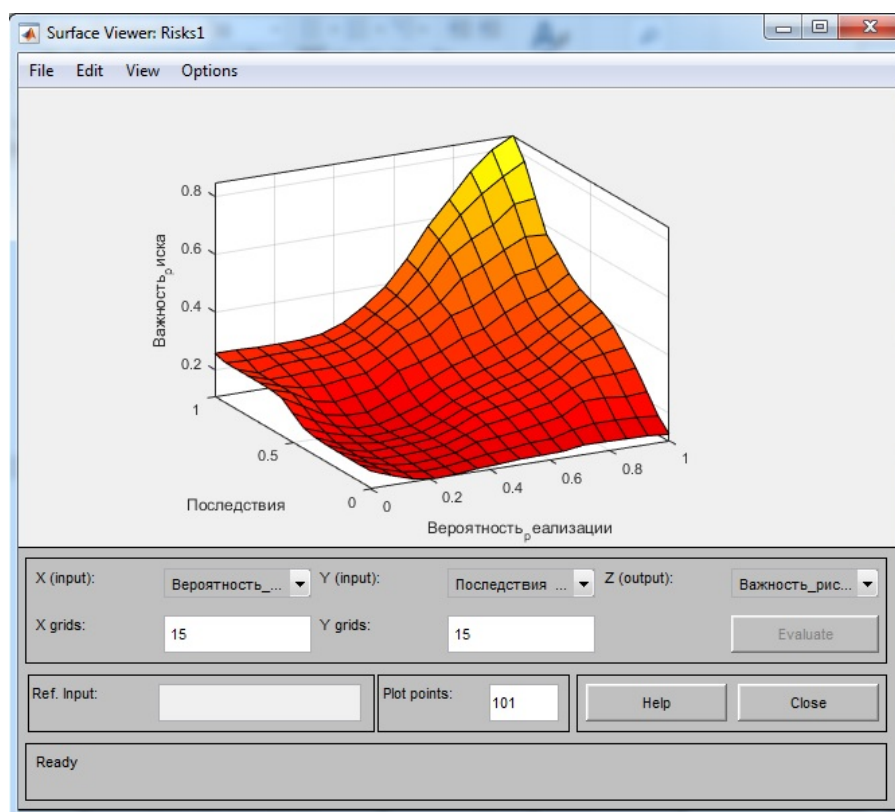 Surface Viewer: Risks1
File Edit View Options
0.8
0.6
0.4
0.2
Важность_риска
1
0.5
0
Последствия
0
0.2
0.4
0.6
0.8
1
Вероятность_реализации
X (input): Вероятность_... Y (input): Последствия ... Z (output): Важность_рис...
X grids: 15 Y grids: 15 Evaluate
Ref. Input: Plot points: 101 Help Close
Ready